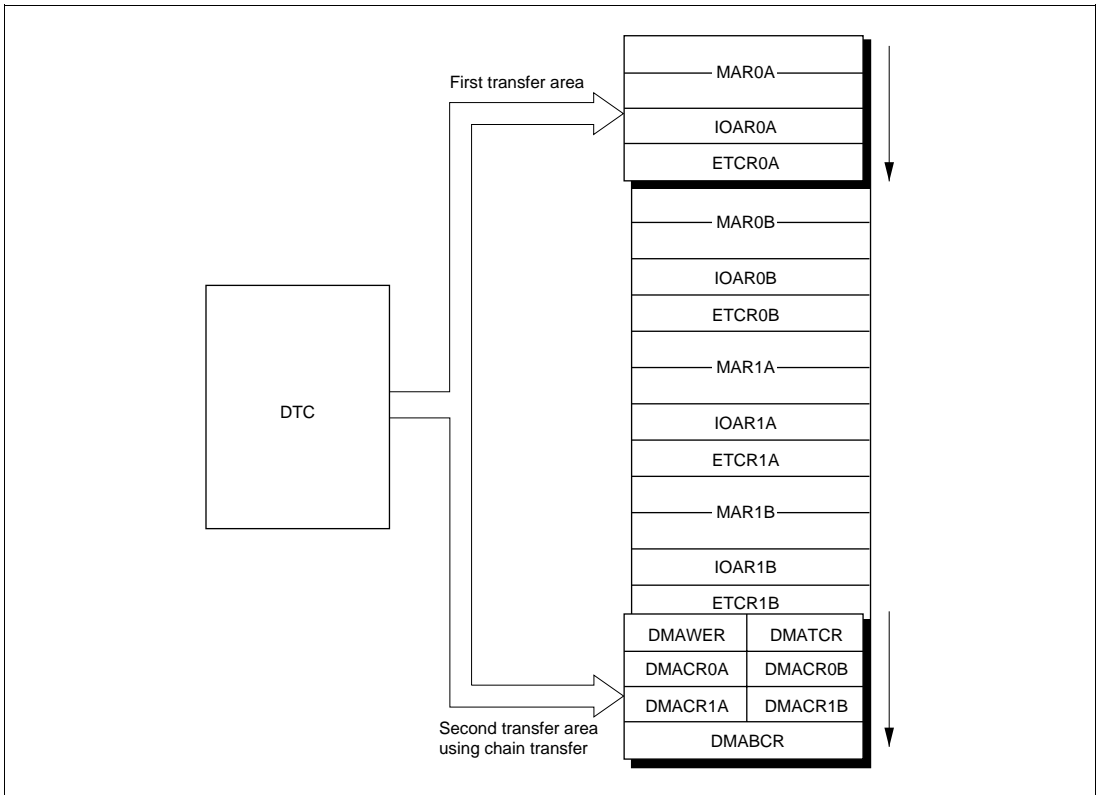 First transfer area
MAR0A
IOAR0A
ETCR0A
MAR0B
IOAR0B
ETCR0B
MAR1A
DTC
IOAR1A
ETCR1A
MAR1B
IOAR1B
ETCR1B
DMAWER DMATCR
DMACR0A DMACR0B
DMACR1A DMACR1B
DMABCR
Second transfer area
using chain transfer